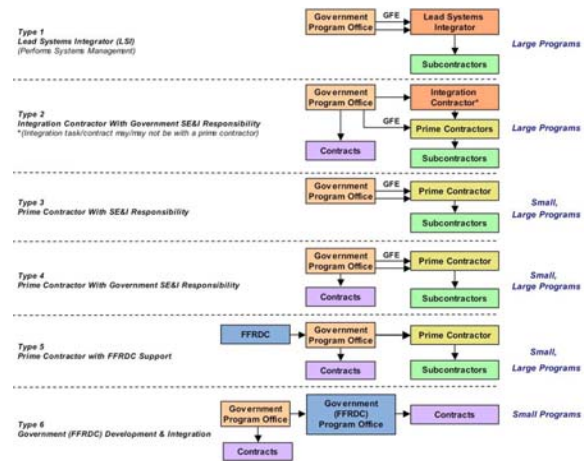 Type 1
Lead Systems Integrator (LSI)
(Performs Systems Management)
Government
Program Office
GFE
Lead Systems
Integrator
Subcontractors
Large Programs
Type 2
Integration Contractor With Government SE&I Responsibility
*(Integration task/contract may/may not be with a prime contractor)
Government
Program Office
Integration
Contractor*
GFE
Prime Contractors
Contracts
Subcontractors
Large Programs
Type 3
Prime Contractor With SE&I Responsibility
Government
Program Office
GFE
Prime Contractor
Subcontractors
Small,
Large Programs
Type 4
Prime Contractor With Government SE&I Responsibility
Government
Program Office
GFE
Prime Contractor
Contracts
Subcontractors
Small,
Large Programs
Type 5
Prime Contractor with FFRDC Support
FFRDC
Government
Program Office
Prime Contractor
Contracts
Subcontractors
Small,
Large Programs
Type 6
Government (FFRDC) Development & Integration
Government
Program Office
Government
(FFRDC)
Program Office
Contracts
Contracts
Small Programs